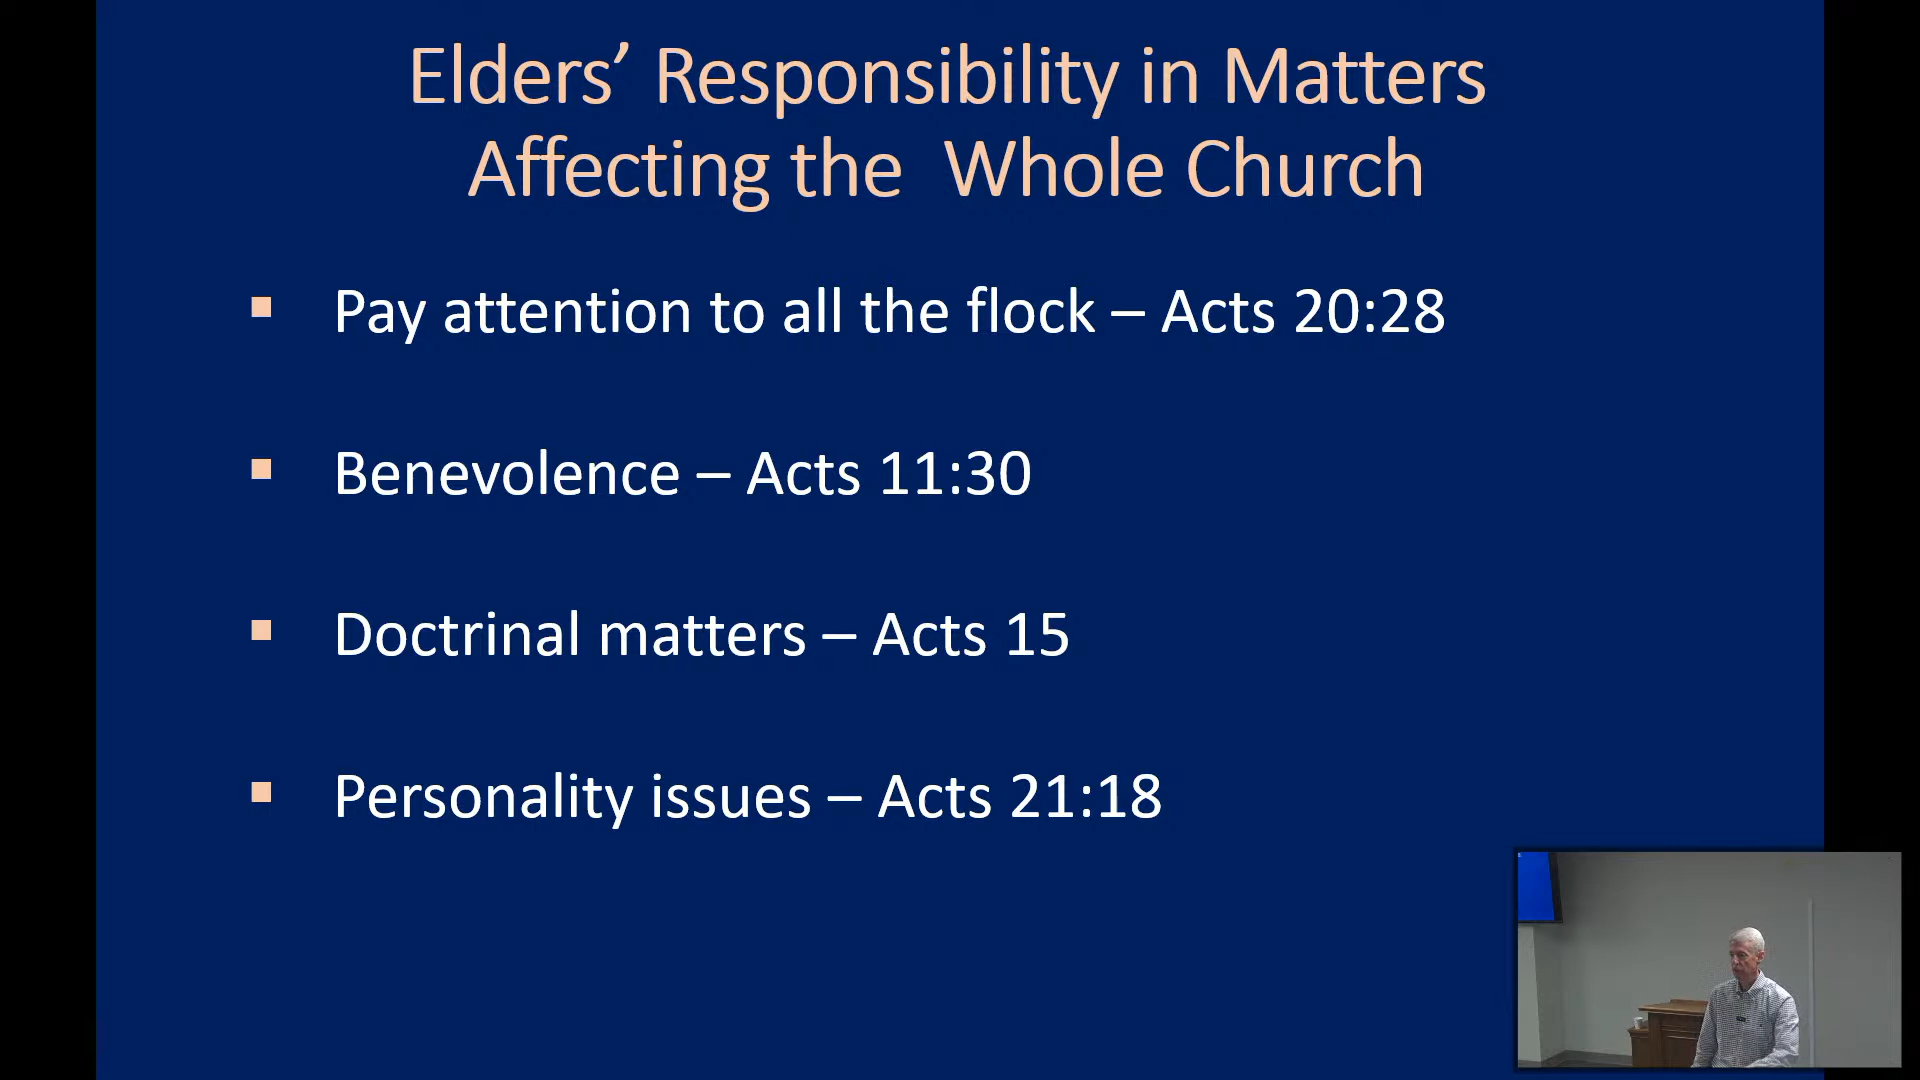 Elders’ Responsibility in Matters
Affecting the  Whole Church
▪ Pay attention to all the flock – Acts 20:28
▪ Benevolence – Acts 11:30
▪ Doctrinal matters – Acts 15
▪ Personality issues – Acts 21:18